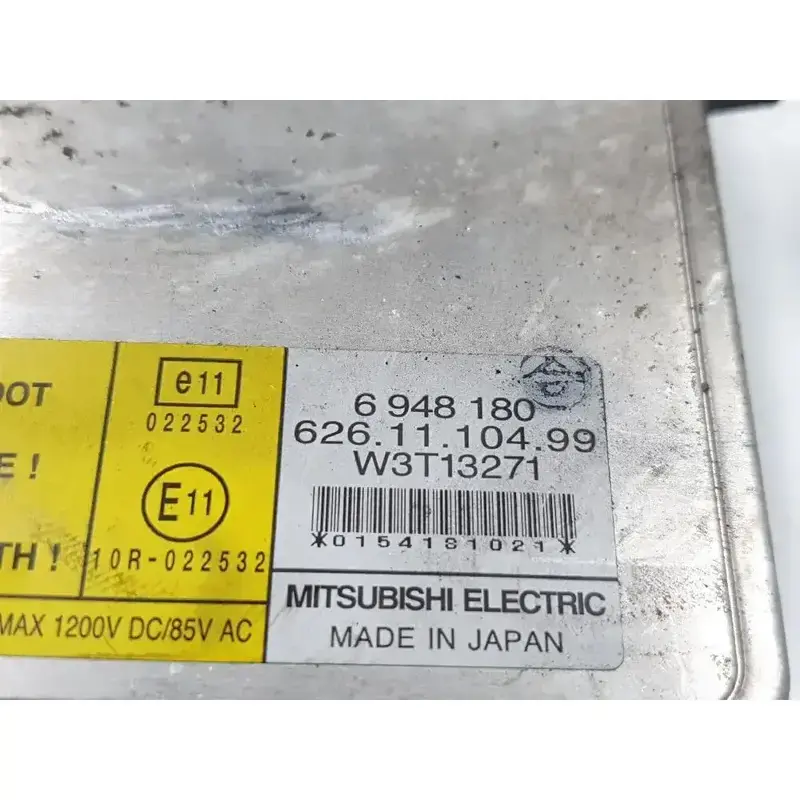 OOT
E !
TH !
e11
022532
E11
10R-022532
MAX 1200V DC/85V AC
6 948 180
626.11.104.99
W3T13271
*0154181021*
MITSUBISHI ELECTRIC
MADE IN JAPAN